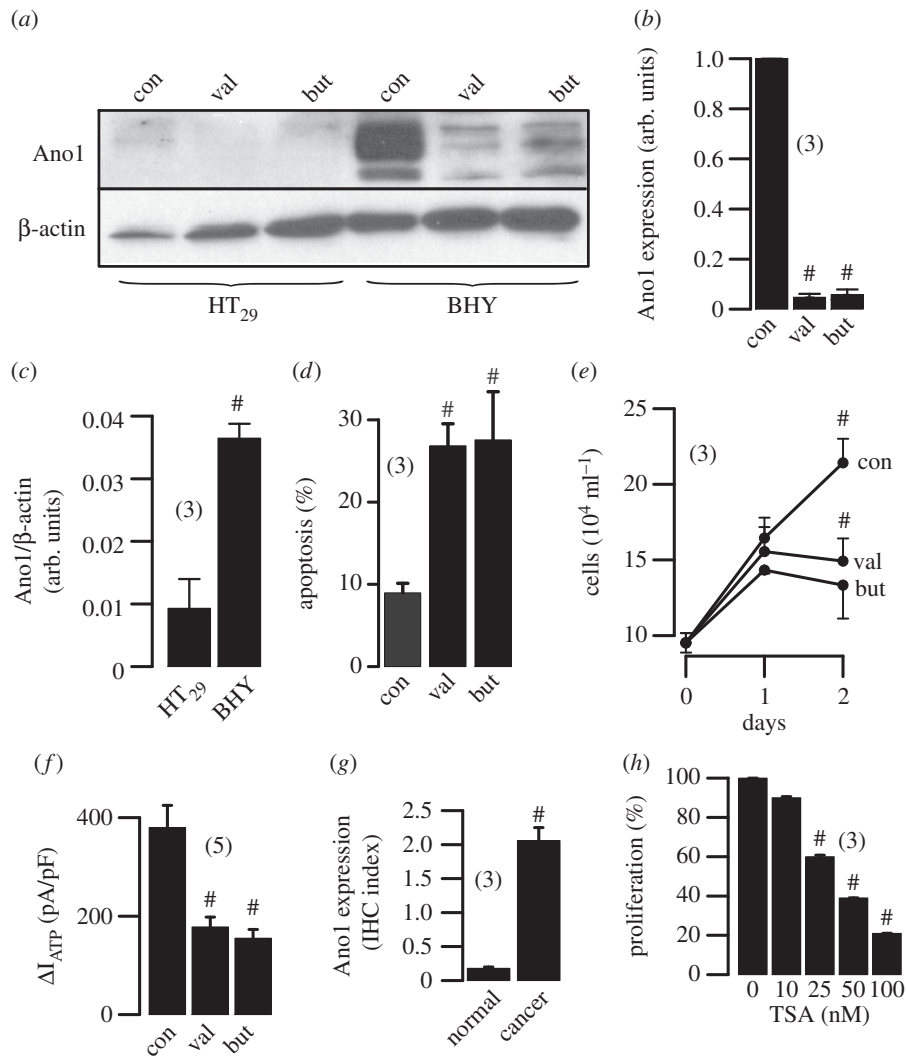 (a)
con val but con val but
Ano1
β-actin
HT29
BHY
(b)
Ano1 expression (arb. units)
1.0
0.8
0.6
0.4
0.2
0
(3)
# #
con val but
(c)
Ano1/β-actin
(arb. units)
0.04
0.03
0.04
0.01
0
(3)
#
HT29 BHY
(d)
apoptosis (%)
30
20
10
0
(3)
# #
con val but
(e)
cells (10⁴ ml⁻¹)
25
20
15
10
(3)
#
con
#
val
but
0 1 2
days
(f)
ΔIATP (pA/pF)
400
200
0
(5)
# #
con val but
(g)
Ano1 expression
(IHC index)
2.5
2.0
1.5
1.0
0.5
0
(3)
#
normal cancer
(h)
proliferation (%)
100
80
60
40
20
0
# (3)
#
#
0 10 25 50 100
TSA (nM)